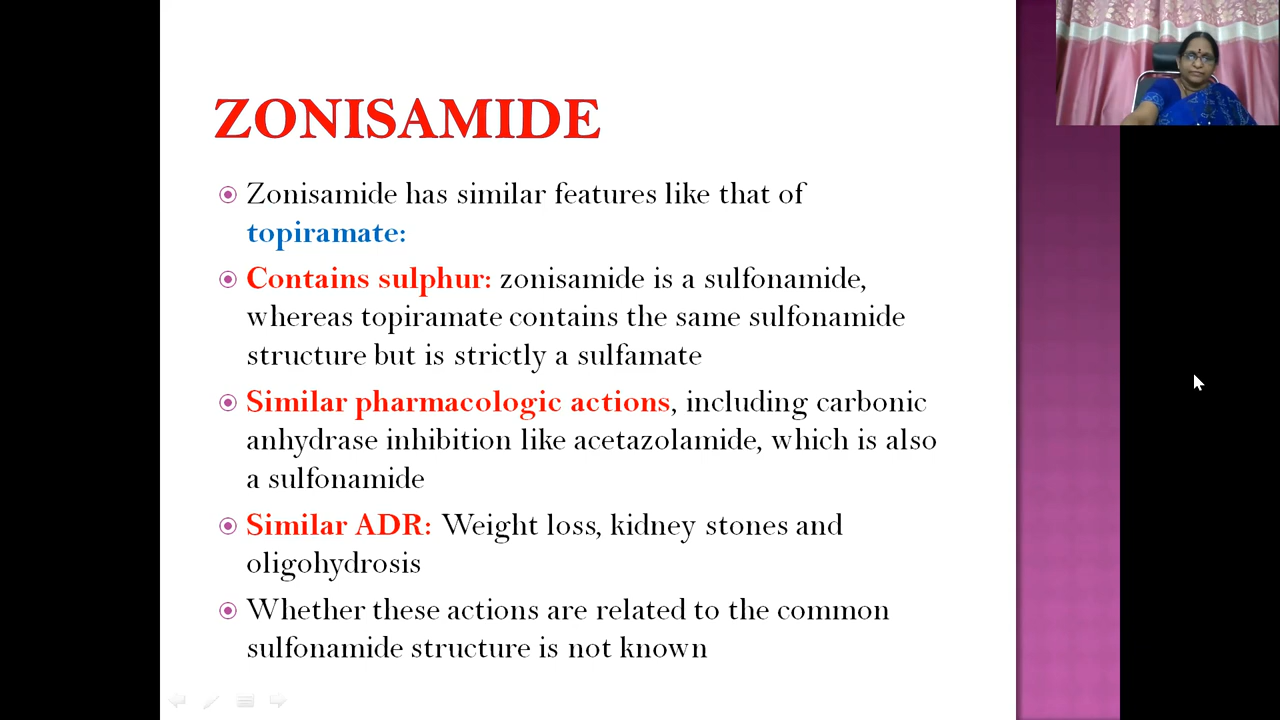 ZONISAMIDE
Zonisamide has similar features like that of
topiramate:
Contains sulphur: zonisamide is a sulfonamide,
whereas topiramate contains the same sulfonamide
structure but is strictly a sulfamate
Similar pharmacologic actions, including carbonic
anhydrase inhibition like acetazolamide, which is also
a sulfonamide
Similar ADR: Weight loss, kidney stones and
oligohydrosis
Whether these actions are related to the common
sulfonamide structure is not known